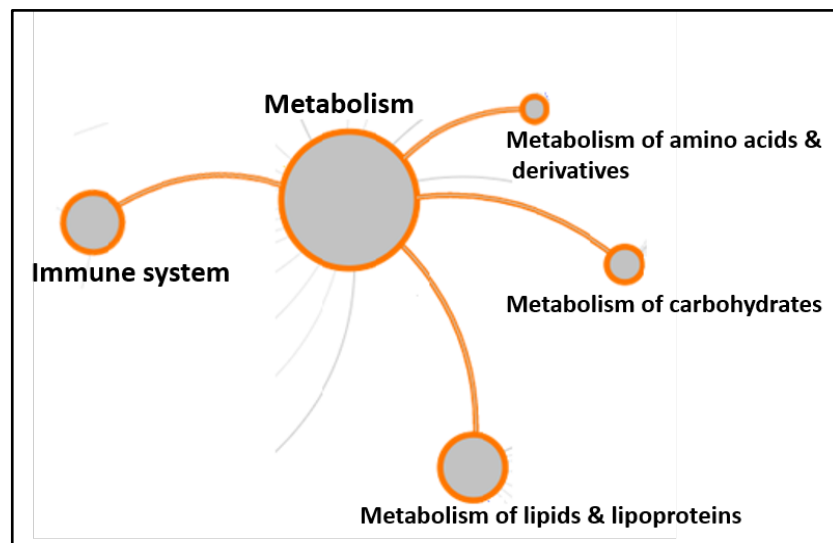 Metabolism
Metabolism of amino acids &
derivatives
Immune system
Metabolism of carbohydrates
Metabolism of lipids & lipoproteins